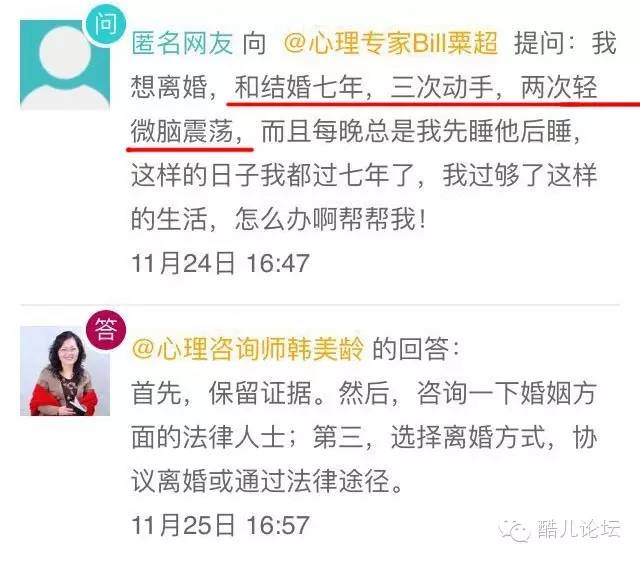 问
匿名网友 向 @心理专家Bill粟超 提问：我
想离婚，和结婚七年，三次动手，两次轻
微脑震荡，而且每晚总是我先睡他后睡，
这样的日子我都过七年了，我过够了这样
的生活，怎么办啊帮帮我！
11月24日 16:47
答
@心理咨询师韩美龄 的回答：
首先，保留证据。然后，咨询一下婚姻方
面的法律人士；第三，选择离婚方式，协
议离婚或通过法律途径。
11月25日 16:57
酷儿论坛